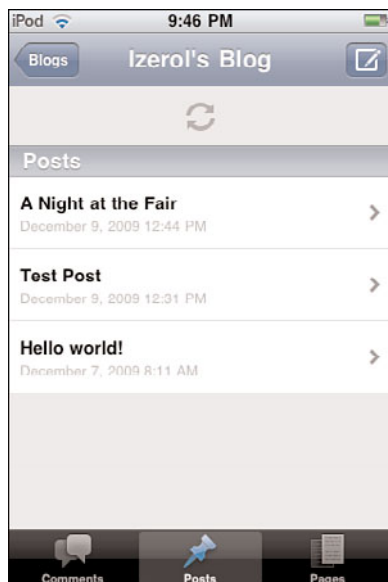 iPod 9:46 PM
Blogs Izerol's Blog
Posts
A Night at the Fair
December 9, 2009 12:44 PM
Test Post
December 9, 2009 12:31 PM
Hello world!
December 7, 2009 8:11 AM
Comments Posts Pages